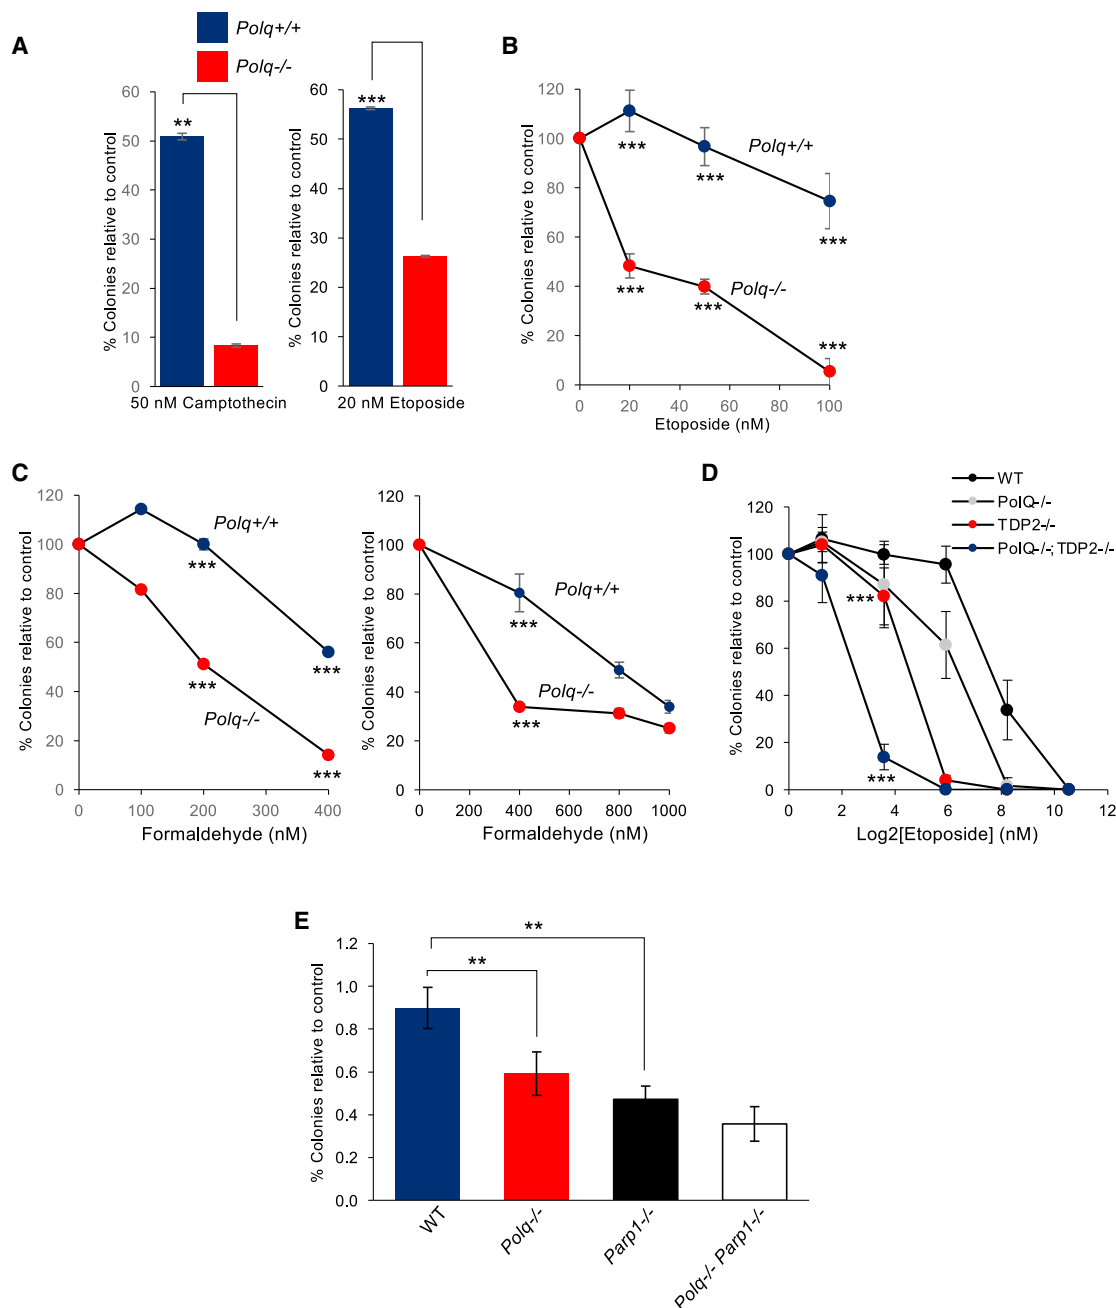 A
Polq+/+
Polq-/-
% Colonies relative to control
60
50
40
30
20
10
0
**
50 nM Camptothecin
% Colonies relative to control
60
50
40
30
20
10
0
***
20 nM Etoposide
B
% Colonies relative to control
120
100
80
60
40
20
0
Polq+/+
***
***
***
Polq-/-
***
***
***
0 20 40 60 80 100
Etoposide (nM)
C
% Colonies relative to control
120
100
80
60
40
20
0
Polq+/+
***
***
***
Polq-/-
***
0 100 200 300 400
Formaldehyde (nM)
% Colonies relative to control
120
100
80
60
40
20
0
Polq+/+
***
Polq-/-
***
0 200 400 600 800 1000
Formaldehyde (nM)
D
WT
PolQ-/-
TDP2-/-
PolQ-/-; TDP2-/-
% Colonies relative to control
120
100
80
60
40
20
0
***
***
0 2 4 6 8 10 12
Log2[Etoposide] (nM)
E
% Colonies relative to control
1.2
1.0
0.8
0.6
0.4
0.2
0.0
**
**
WT
Polq-/-
Parp1-/-
Polq-/- Parp1-/-